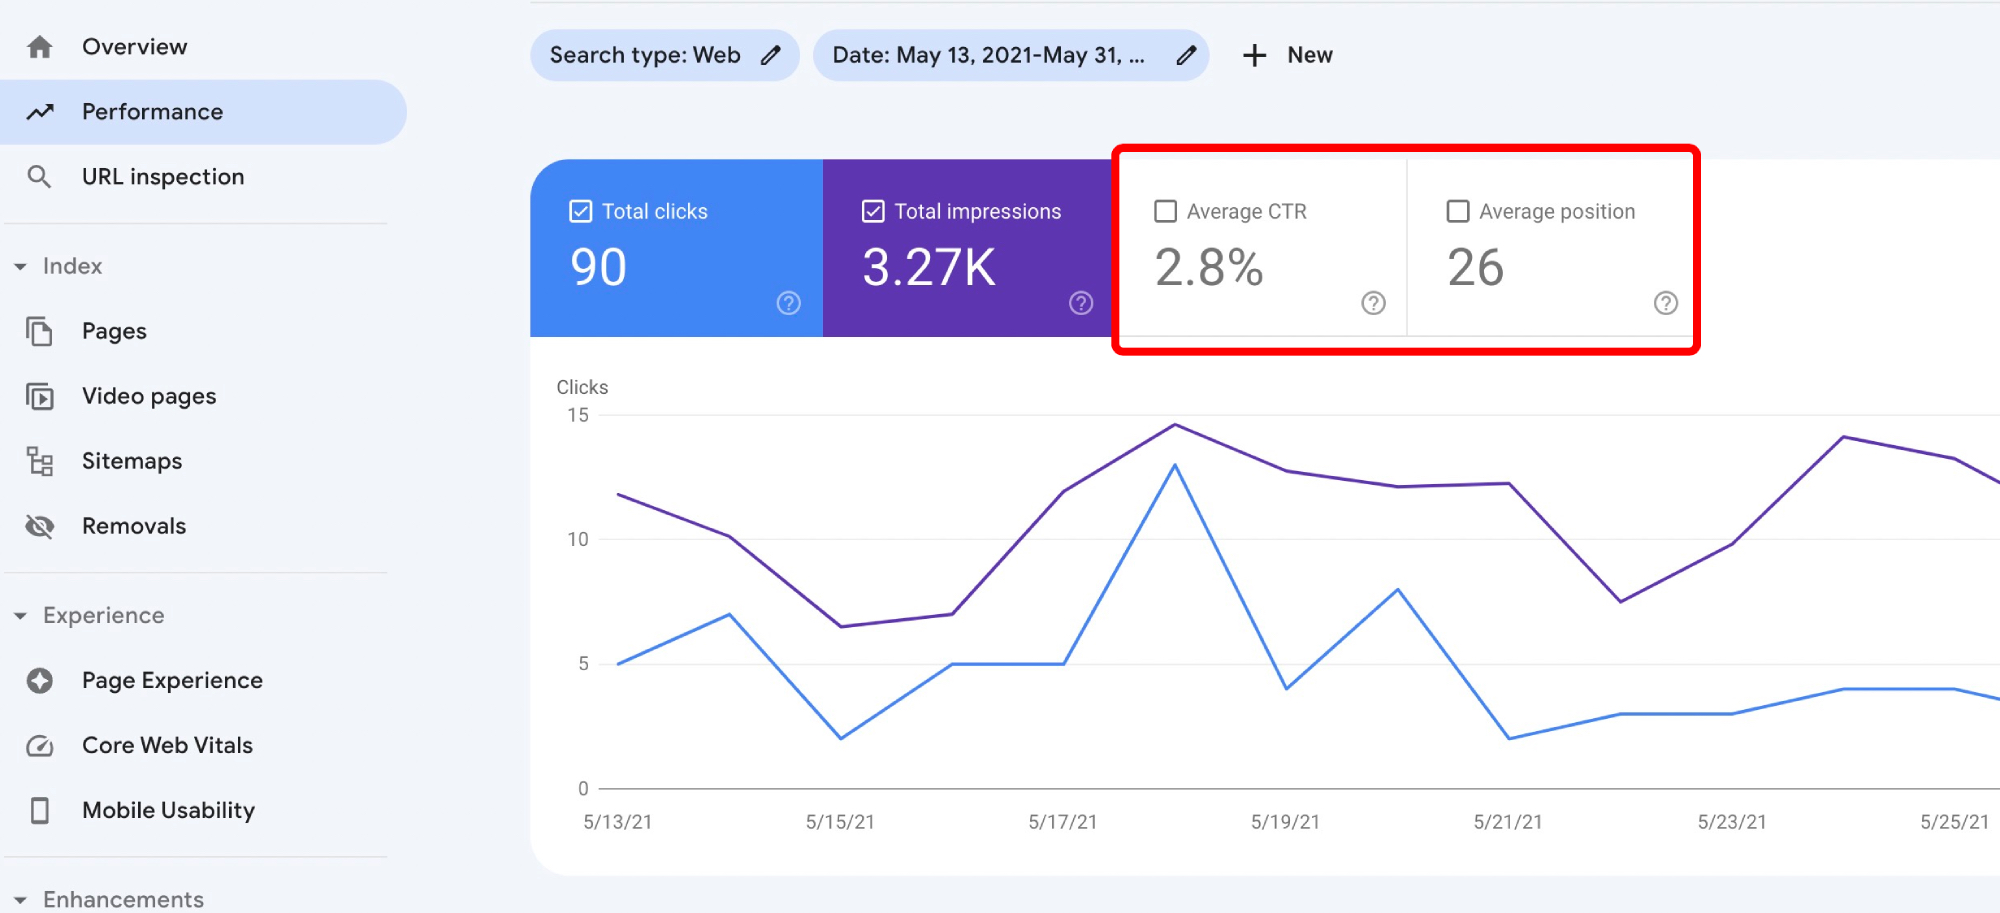 Overview
Performance
URL inspection
Index
Pages
Video pages
Sitemaps
Removals
Experience
Page Experience
Core Web Vitals
Mobile Usability
Enhancements
Search type: Web
Date: May 13, 2021-May 31, ...
+ New
Total clicks
90
Total impressions
3.27K
Average CTR
2.8%
Average position
26
Clicks
15
10
5
0
5/13/21 5/15/21 5/17/21 5/19/21 5/21/21 5/23/21 5/25/21